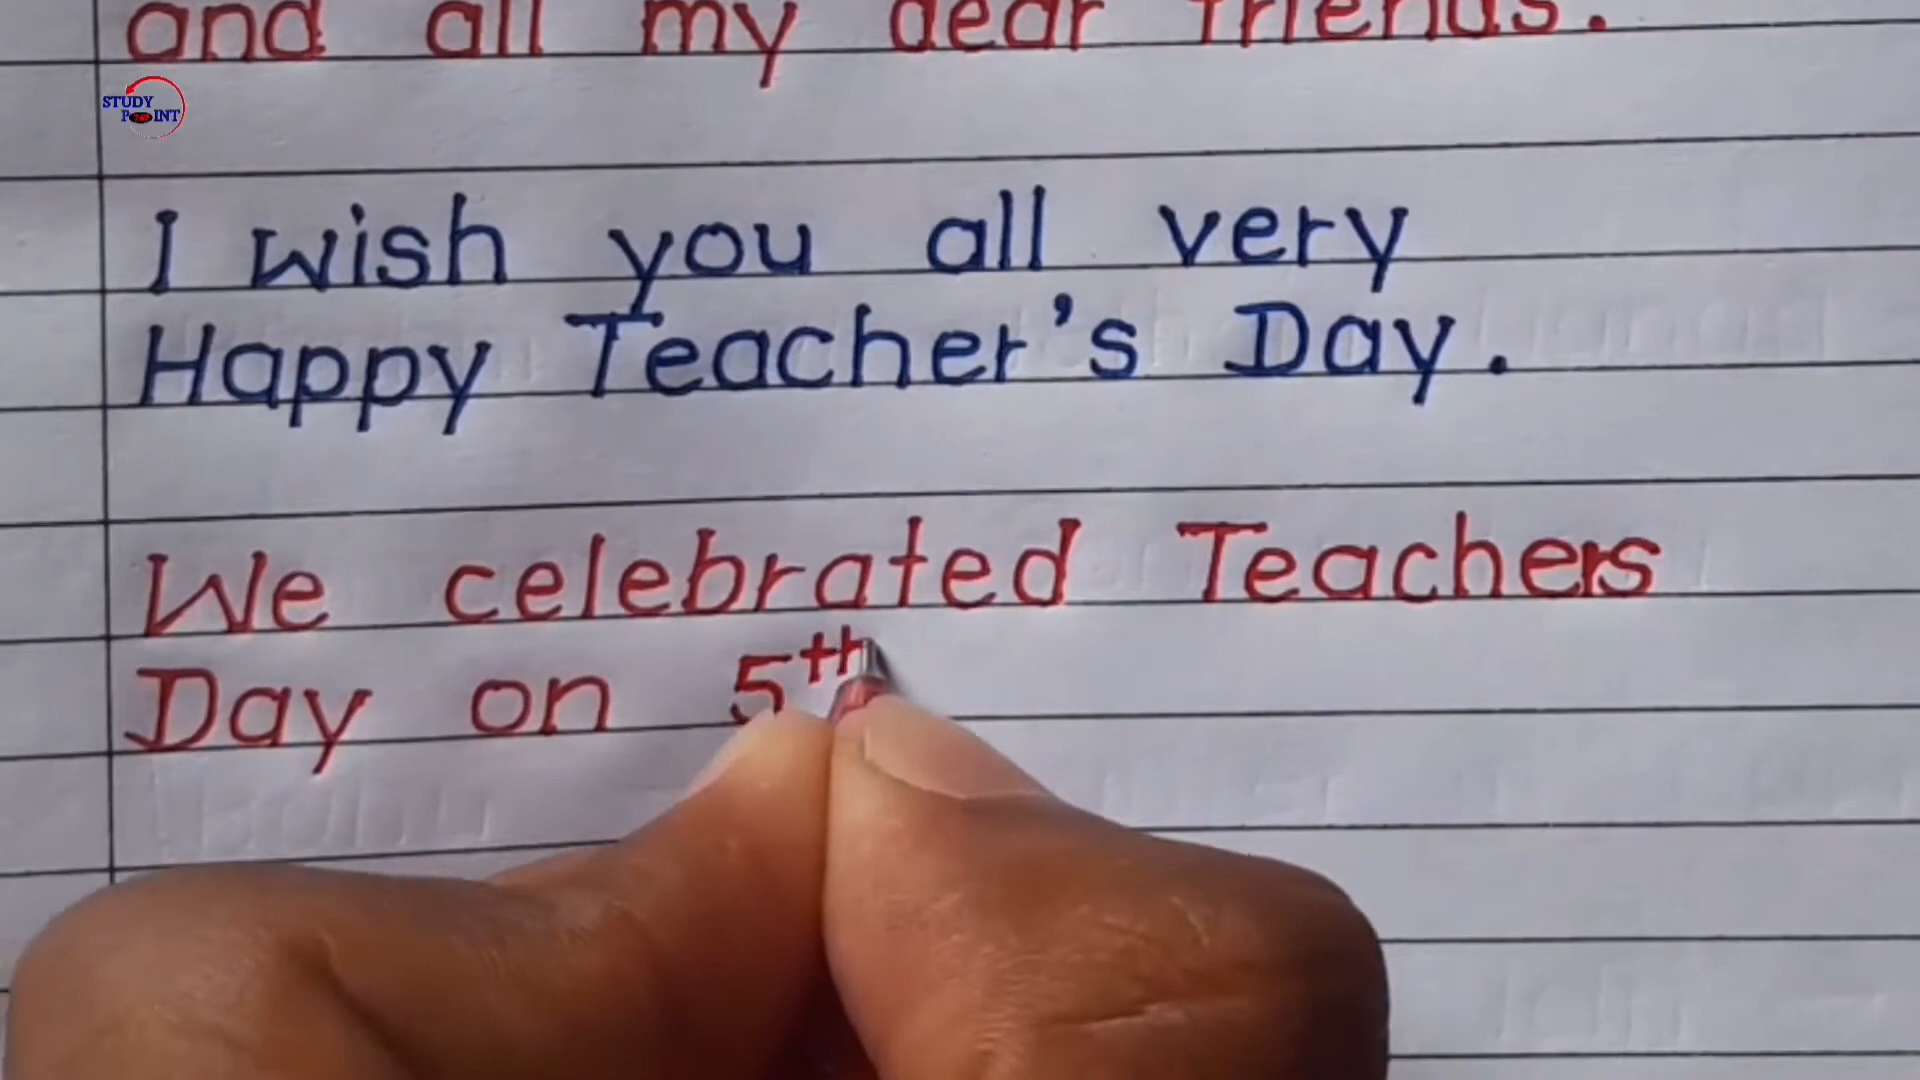 and all my dear friends.
STUDY
POINT
I wish you all very
Happy Teacher's Day.
We celebrated Teachers
Day on 5th